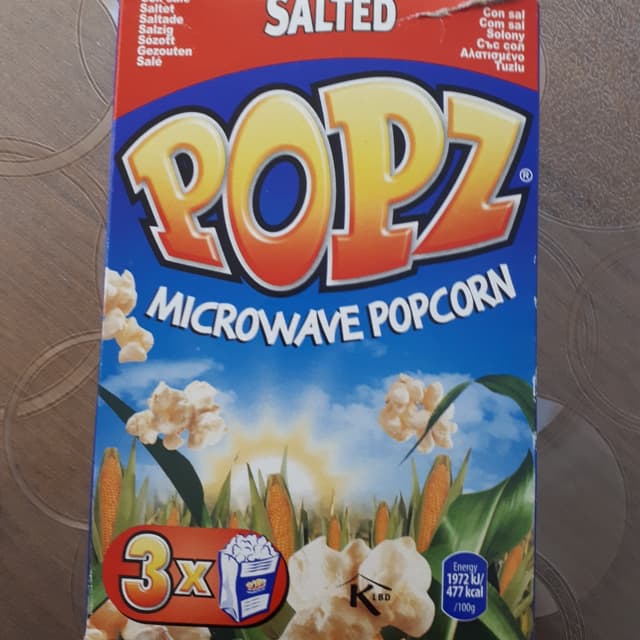 SALTED
Saltet
Saltade
Salzig
Sózott
Gezouten
Salé
Con sal
Com sal
Solony
Със сол
Αλατισμένο
Tuzlu
POPZ®
MICROWAVE POPCORN
3x
K LBD
Energy
1972 kJ/
477 kcal
/100g